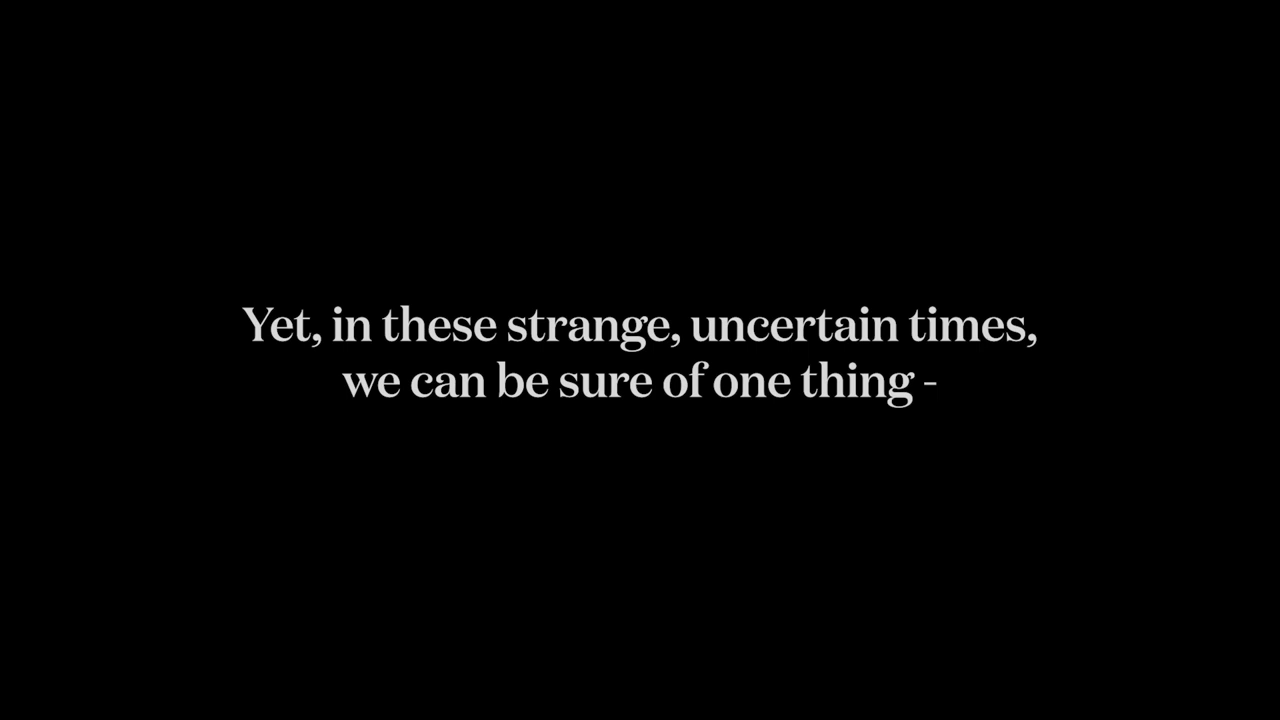 Yet, in these strange, uncertain times,
we can be sure of one thing -